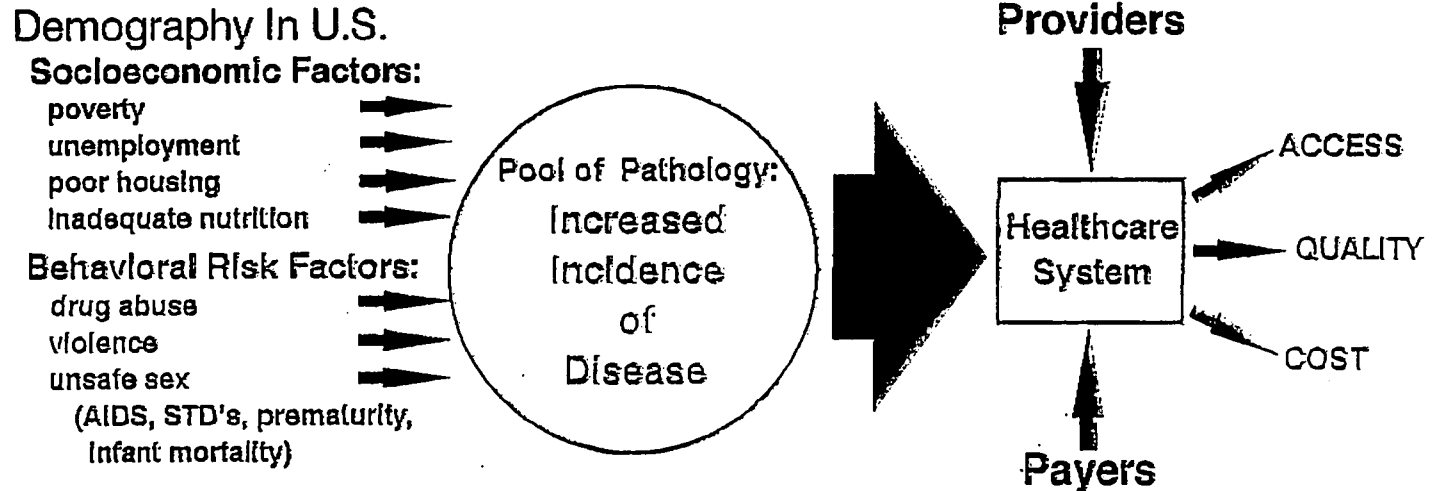 Demography In U.S.
Socioeconomic Factors:
poverty
unemployment
poor housing
inadequate nutrition
Behavioral Risk Factors:
drug abuse
violence
unsafe sex
(AIDS, STD's, prematurity,
infant mortality)
Pool of Pathology:
Increased
Incidence
of
Disease
Providers
Healthcare
System
Payers
ACCESS
QUALITY
COST